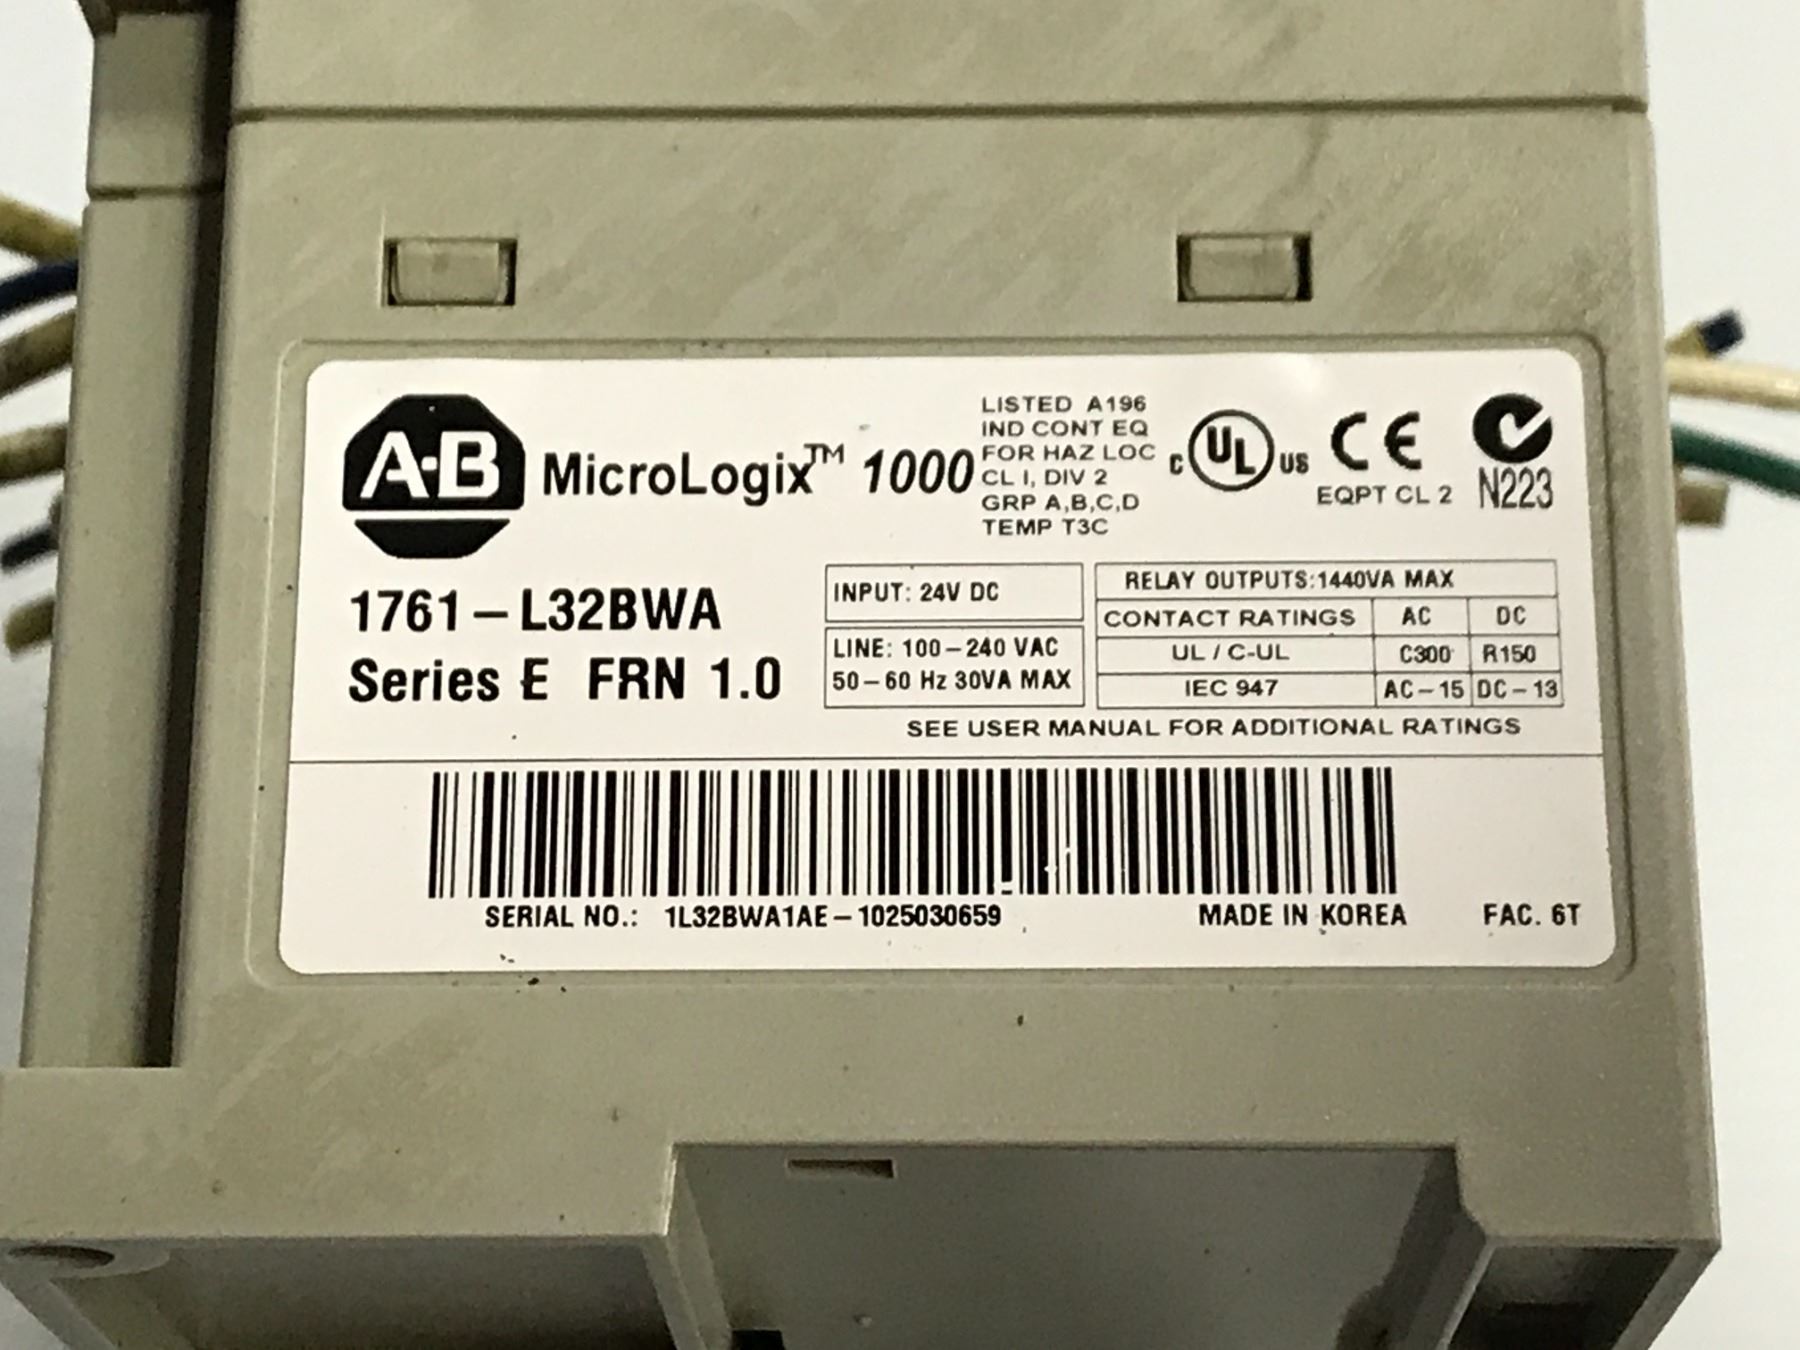 A·B
MicroLogix™ 1000
LISTED A196
IND CONT EQ
FOR HAZ LOC
CL I, DIV 2
GRP A,B,C,D
TEMP T3C
C UL US
CE
EQPT CL 2
N223
1761-L32BWA
Series E FRN 1.0
INPUT: 24V DC
LINE: 100-240 VAC
50-60 Hz 30VA MAX
RELAY OUTPUTS:1440VA MAX
CONTACT RATINGS AC DC
UL / C-UL C300 R150
IEC 947 AC-15 DC-13
SEE USER MANUAL FOR ADDITIONAL RATINGS
SERIAL NO.: 1L32BWA1AE-1025030659 MADE IN KOREA FAC. 6T